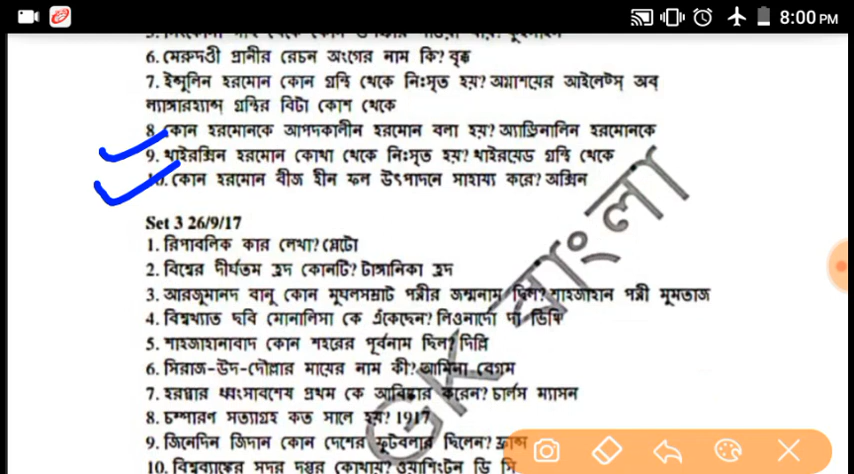 8:00 PM
6. মেরুদণ্ডী প্রানীর রেচন অংগের নাম কি? বৃক্ক
7. ইন্সুলিন হরমোন কোন গ্রন্থি থেকে নিঃসৃত হয়? অগ্নাশয়ের আইলেটস্ অব
ল্যাঙ্গারহ্যান্স গ্রন্থির বিটা কোশ থেকে
8. কোন হরমোনকে আপদকালীন হরমোন বলা হয়? অ্যাড্রিনালিন হরমোনকে
9. থাইরক্সিন হরমোন কোথা থেকে নিঃসৃত হয়? থাইরয়েড গ্রন্থি থেকে
10. কোন হরমোন বীজ হীন ফল উৎপাদনে সাহায্য করে? অক্সিন
Set 3 26/9/17
1. রিপাবলিক কার লেখা? প্লেটো
2. বিশ্বের দীর্ঘতম হ্রদ কোনটি? টাঙ্গানিকা হ্রদ
3. আরজুমানদ বানু কোন মুঘলসম্রাট পত্নীর জন্মনাম ছিল? শাহজাহান পত্নী মুমতাজ
4. বিশ্বখ্যাত ছবি মোনালিসা কে এঁকেছেন? লিওনার্দো দ্য ভিঞ্চি
5. শাহজাহানাবাদ কোন শহরের পূর্বনাম ছিল? দিল্লি
6. সিরাজ-উদ-দৌল্লার মায়ের নাম কী? আমিনা বেগম
7. হরপ্পার ধ্বংসাবশেষ প্রথম কে আবিষ্কার করেন? চার্লস ম্যাসন
8. চম্পারণ সত্যাগ্রহ কত সালে হয়? 1917
9. জিনেদিন জিদান কোন দেশের ফুটবলার ছিলেন? ফ্রান্স
10. বিশ্বব্যাঙ্কের সদর দপ্তর কোথায়? ওয়াশিংটন ডি সি
GK বাংলা